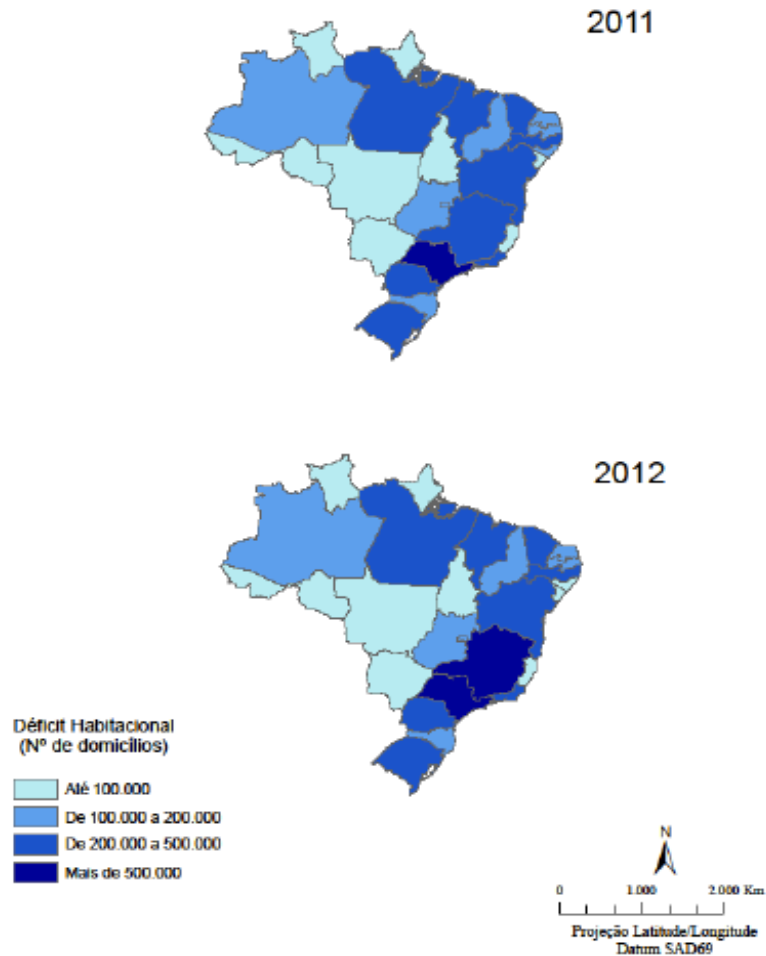 2011
2012
Déficit Habitacional
(Nº de domicílios)
Até 100.000
De 100.000 a 200.000
De 200.000 a 500.000
Mais de 500.000
N
0 1.000 2.000 Km
Projeção Latitude/Longitude
Datum SAD69